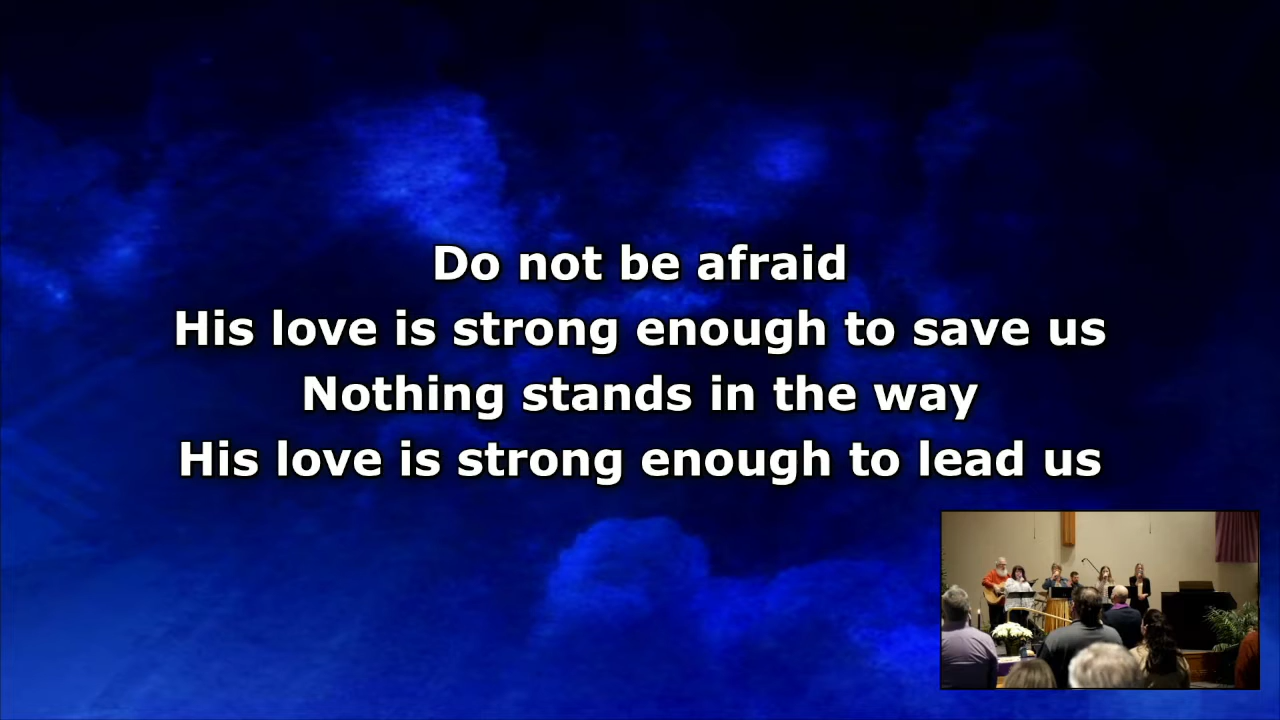 Do not be afraid
His love is strong enough to save us
Nothing stands in the way
His love is strong enough to lead us